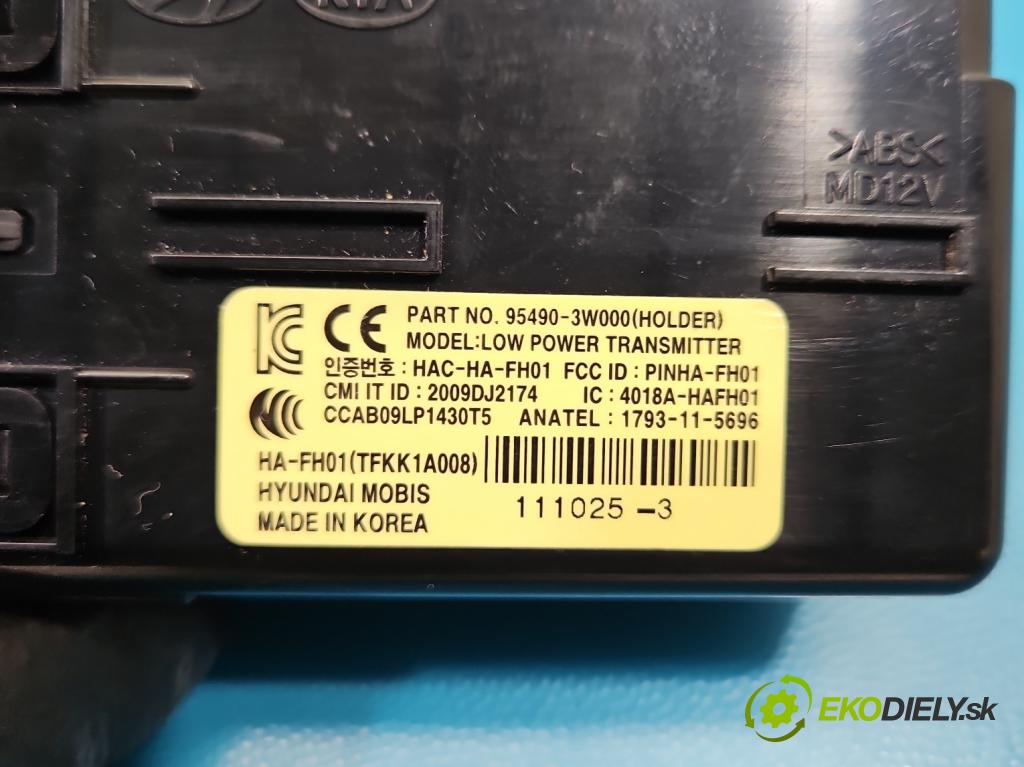 KIA
>ABS<
MD12V
PART NO. 95490-3W000(HOLDER)
MODEL:LOW POWER TRANSMITTER
인증번호 : HAC-HA-FH01 FCC ID : PINHA-FH01
CMI IT ID : 2009DJ2174 IC : 4018A-HAFH01
CCAB09LP1430T5 ANATEL : 1793-11-5696
HA-FH01(TFKK1A008)
HYUNDAI MOBIS
111025 -3
MADE IN KOREA
EKODIELY.sk